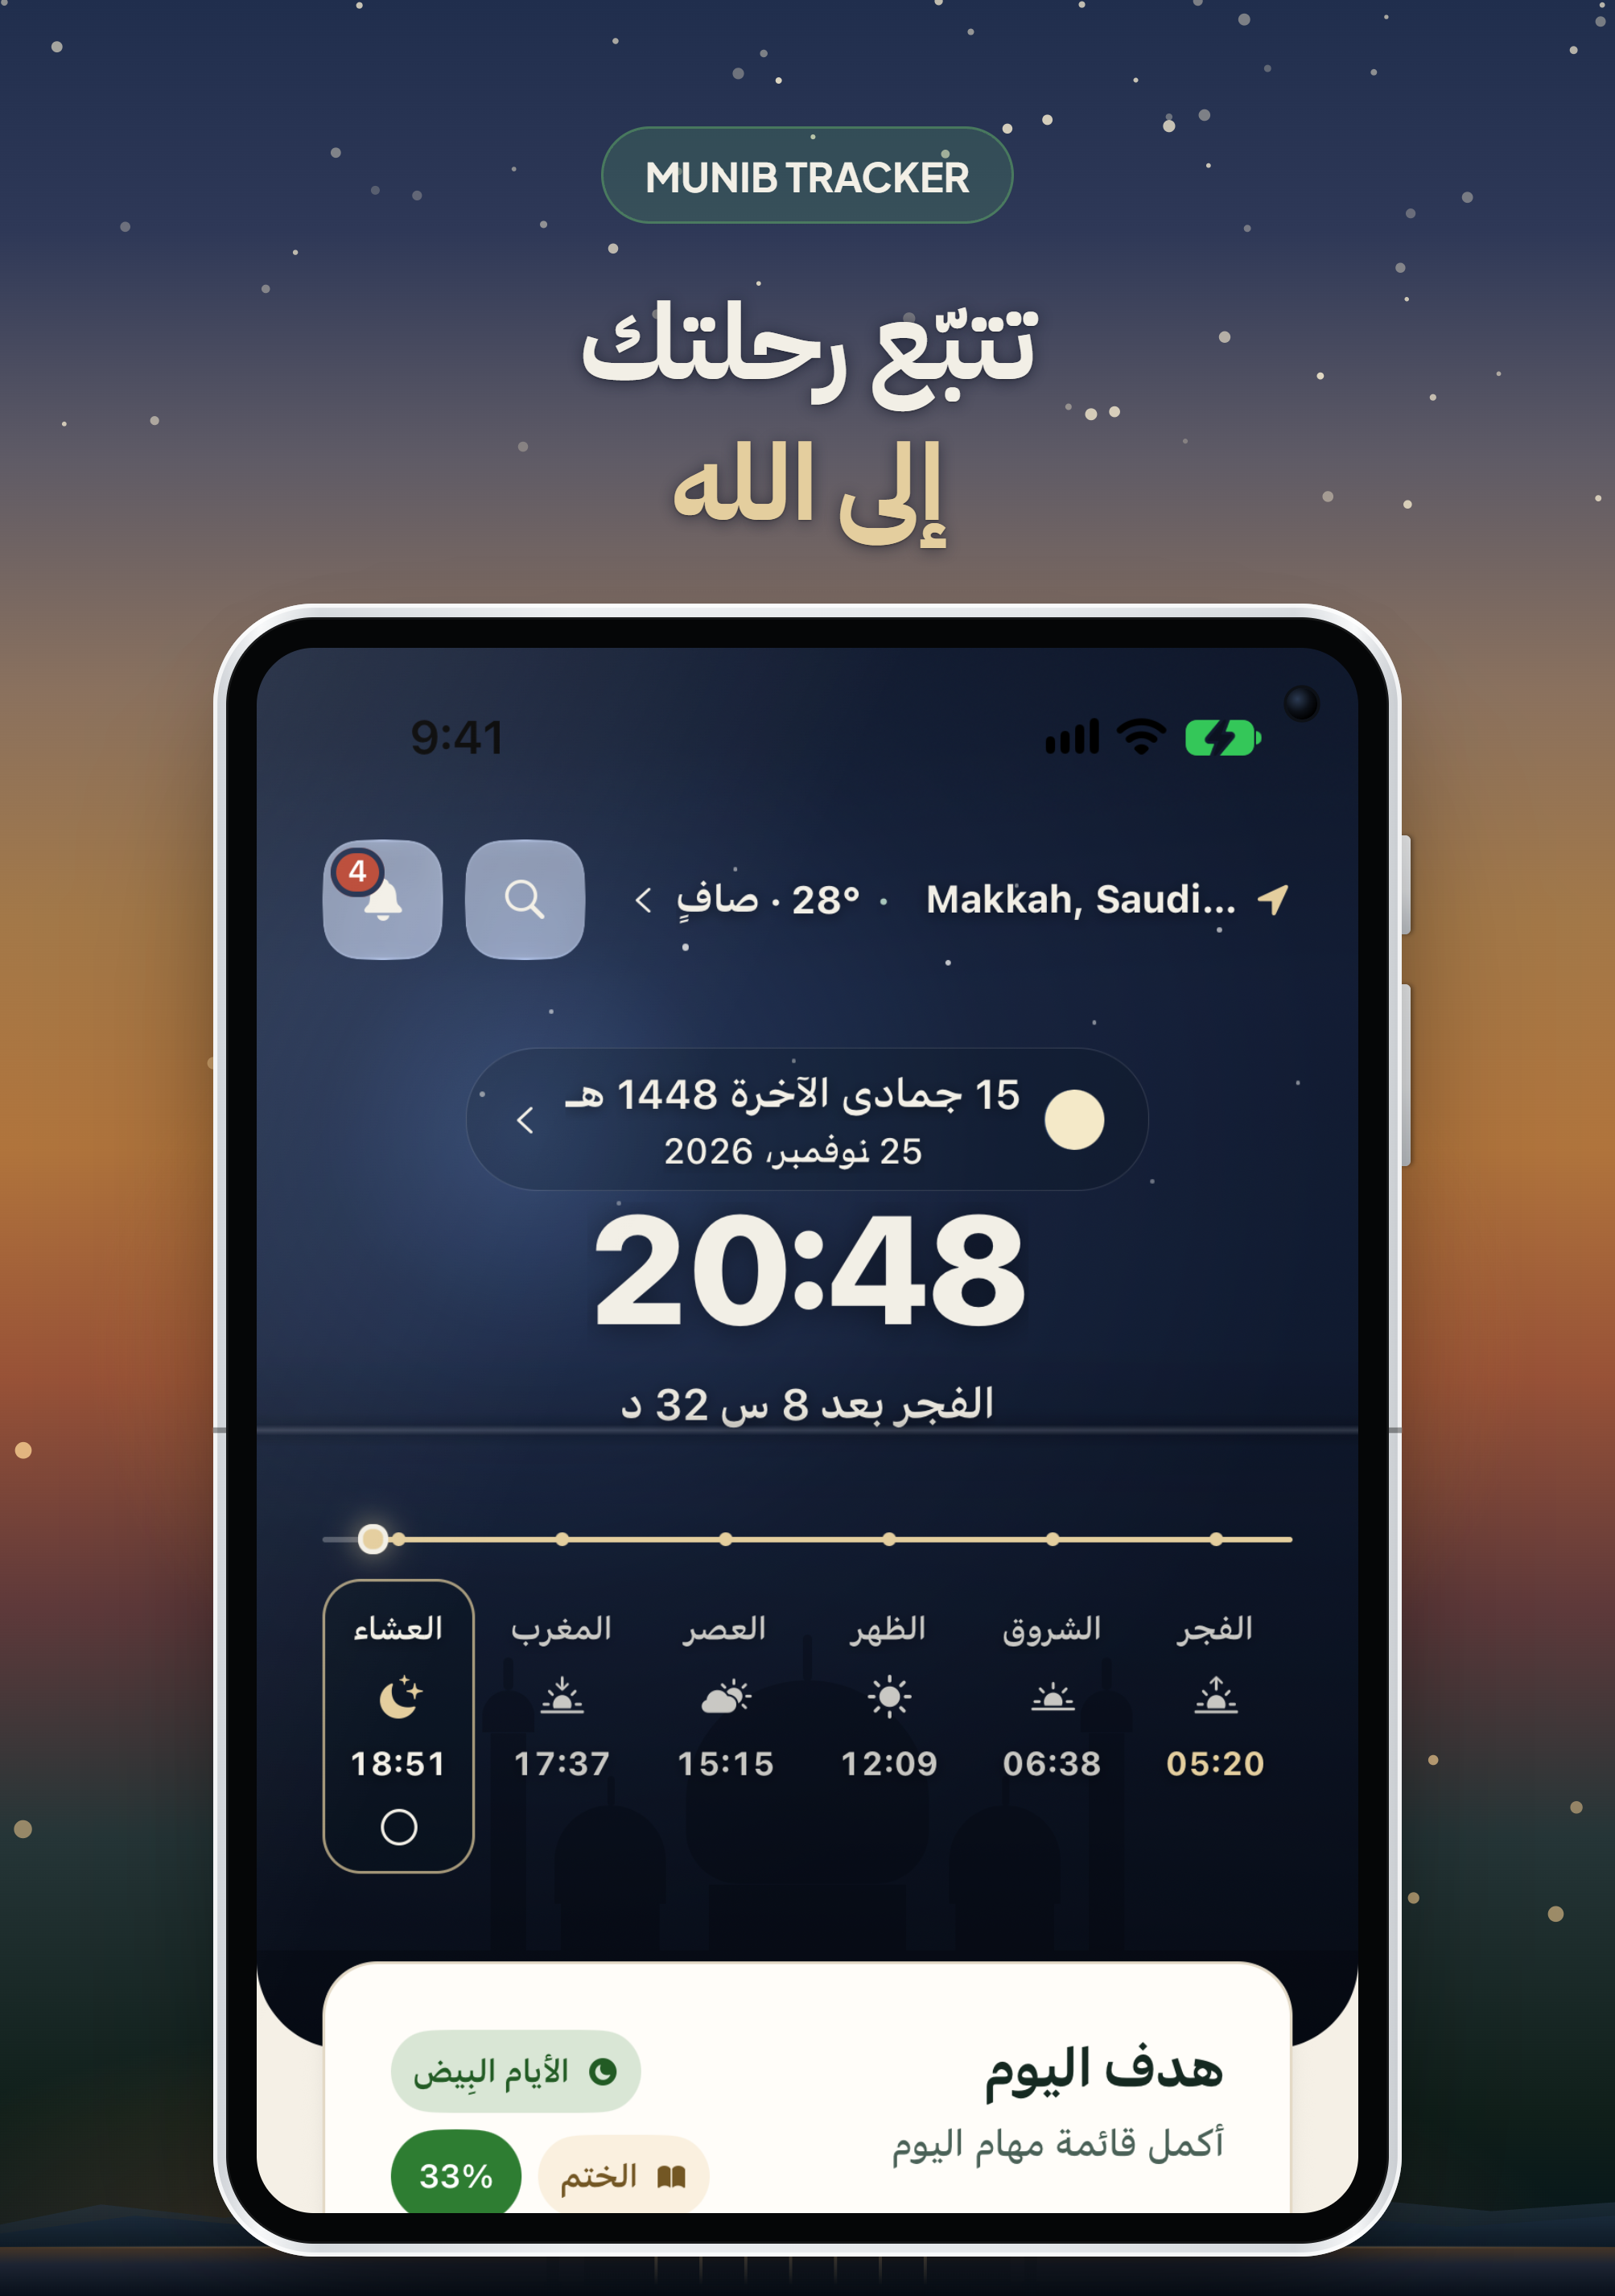 MUNIB TRACKER
تتبّع رحلتك
إلى الله
9:41
Makkah, Saudi... · 28° · صافٍ
4
15 جمادى الآخرة 1448 هـ
25 نوفمبر، 2026
20:48
الفجر بعد 8 س 32 د
الفجر الشروق الظهر العصر المغرب العشاء
05:20 06:38 12:09 15:15 17:37 18:51
هدف اليوم
الأيام البِيض
أكمل قائمة مهام اليوم
الختم
33%